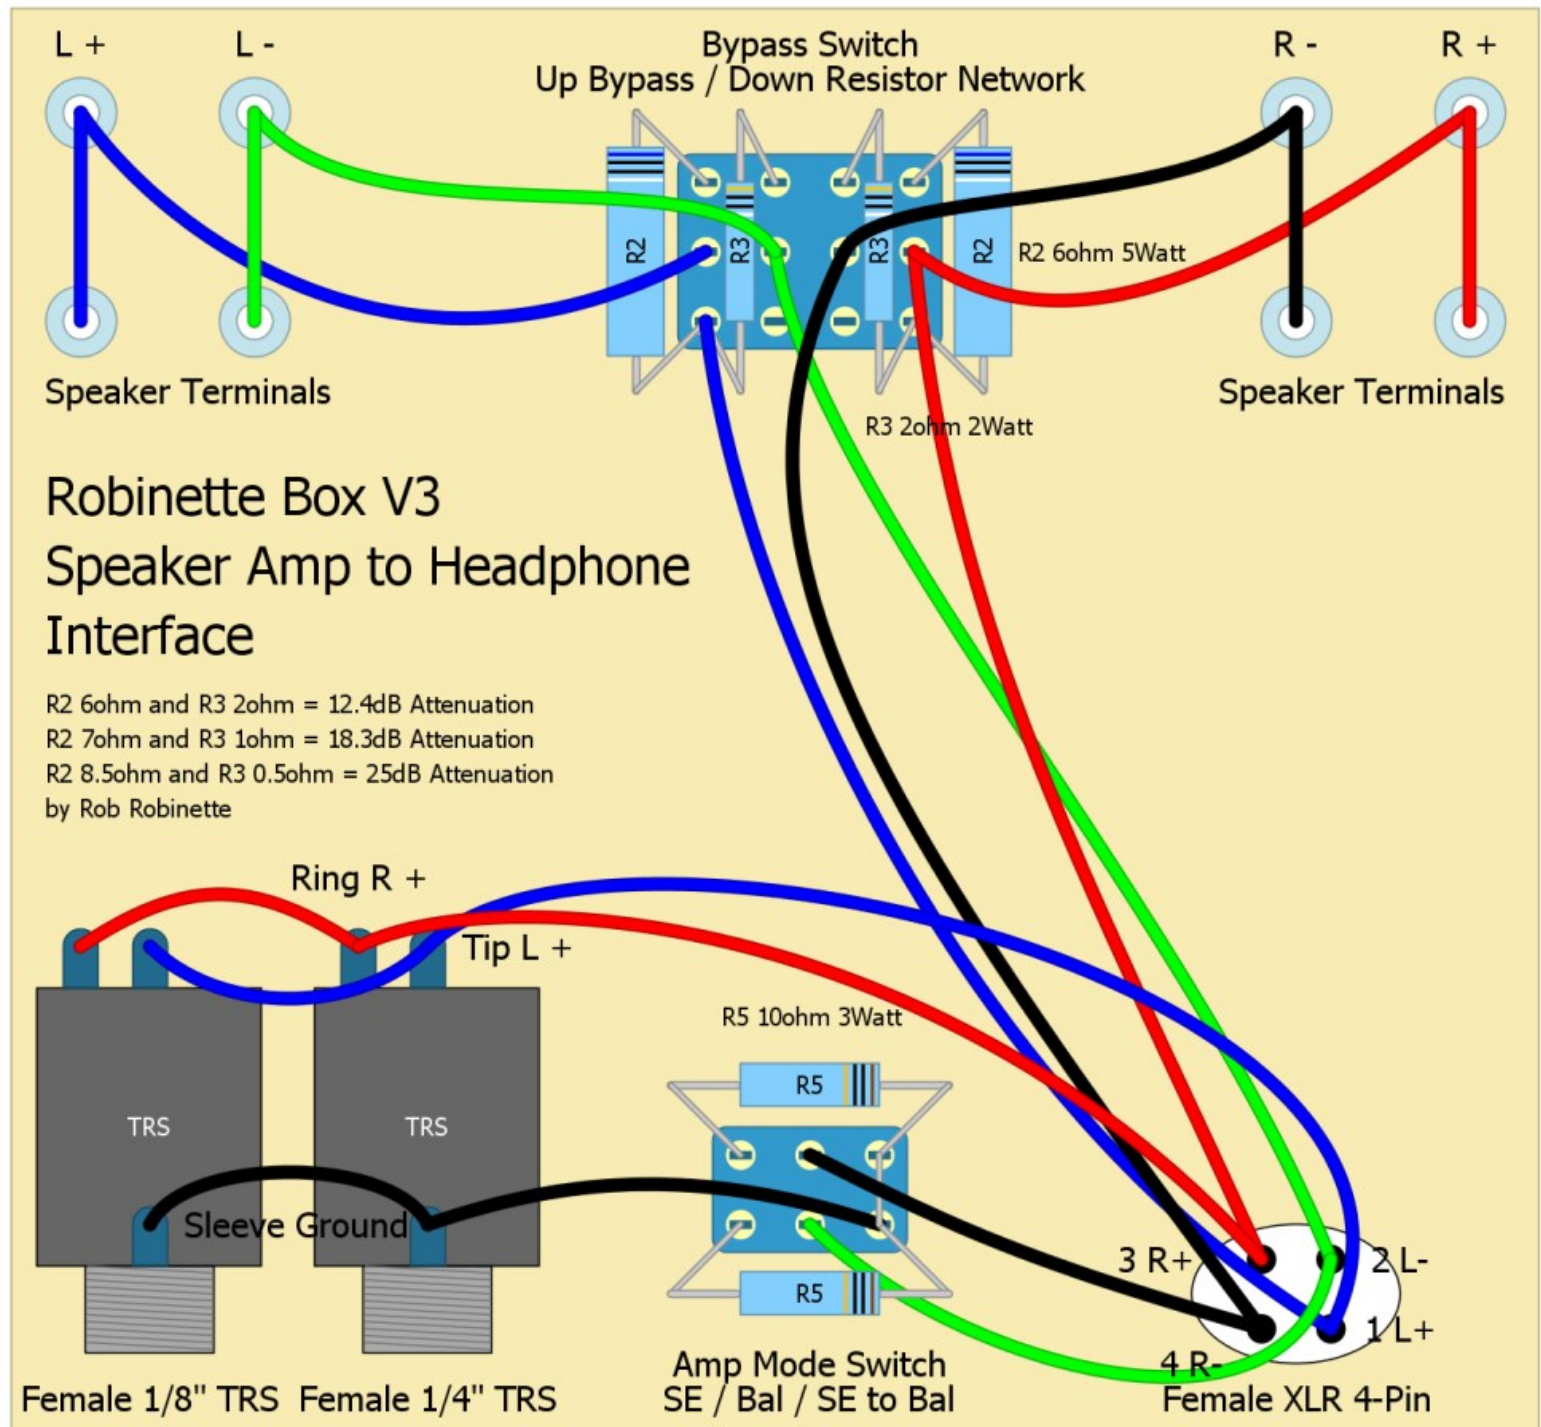 L +
L -
Bypass Switch
Up Bypass / Down Resistor Network
R -
R +
R2
R3
R3
R2
R2 6ohm 5Watt
Speaker Terminals
Speaker Terminals
R3 2ohm 2Watt
Robinette Box V3
Speaker Amp to Headphone
Interface
R2 6ohm and R3 2ohm = 12.4dB Attenuation
R2 7ohm and R3 1ohm = 18.3dB Attenuation
R2 8.5ohm and R3 0.5ohm = 25dB Attenuation
by Rob Robinette
Ring R +
Tip L +
R5 10ohm 3Watt
R5
TRS
TRS
Sleeve Ground
R5
3 R+
2 L-
1 L+
4 R-
Amp Mode Switch
SE / Bal / SE to Bal
Female 1/8" TRS
Female 1/4" TRS
Female XLR 4-Pin